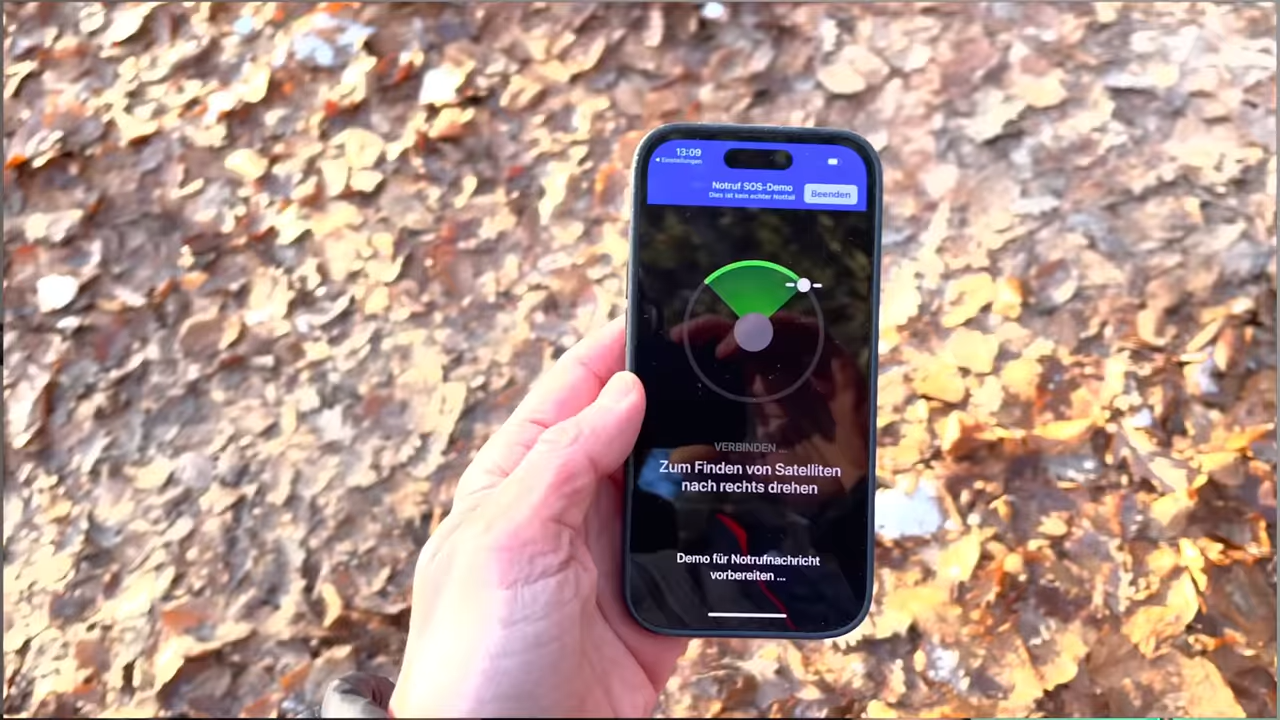 13:09
◂ Einstellungen
Notruf SOS-Demo
Dies ist kein echter Notfall
Beenden
VERBINDEN ...
Zum Finden von Satelliten
nach rechts drehen
Demo für Notrufnachricht
vorbereiten ...